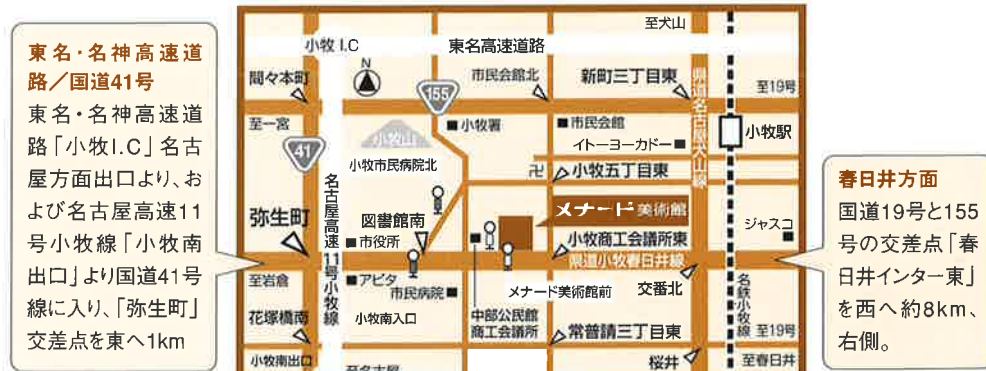 東名・名神高速道
路／国道41号
東名・名神高速道
路「小牧I.C」名古
屋方面出口より、お
よび名古屋高速11
号小牧線「小牧南
出口」より国道41号
線に入り、「弥生町」
交差点を東へ1km
至犬山
小牧 I.C
東名高速道路
間々本町
N
155
市民会館北
新町三丁目東
至19号
県道名古屋犬山線
至一宮
小牧山
小牧署
市民会館
小牧駅
41
イトーヨーカドー
小牧市民病院北
卍
小牧五丁目東
名古屋高速11号小牧線
メナード美術館
弥生町
図書館南
市役所
小牧商工会議所東
ジャスコ
県道小牧春日井線
至岩倉
アピタ
市民病院
メナード美術館前
交番北
名鉄小牧線
花塚橋南
小牧南入口
中部公民館
商工会議所
常普請三丁目東
至19号
小牧南出口
至名古屋
桜井
至春日井
春日井方面
国道19号と155
号の交差点「春
日井インター東」
を西へ約8km、
右側。